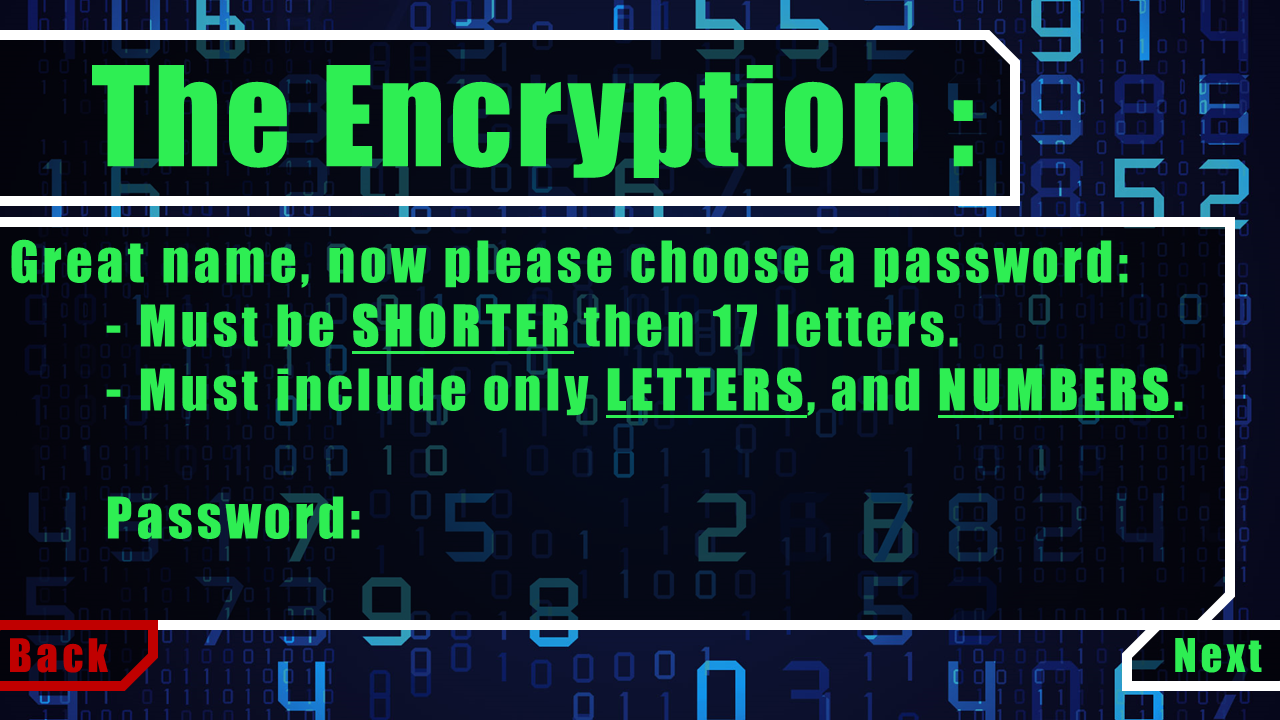 The Encryption :
Great name, now please choose a password:
- Must be SHORTER then 17 letters.
- Must include only LETTERS, and NUMBERS.
Password:
Back
Next